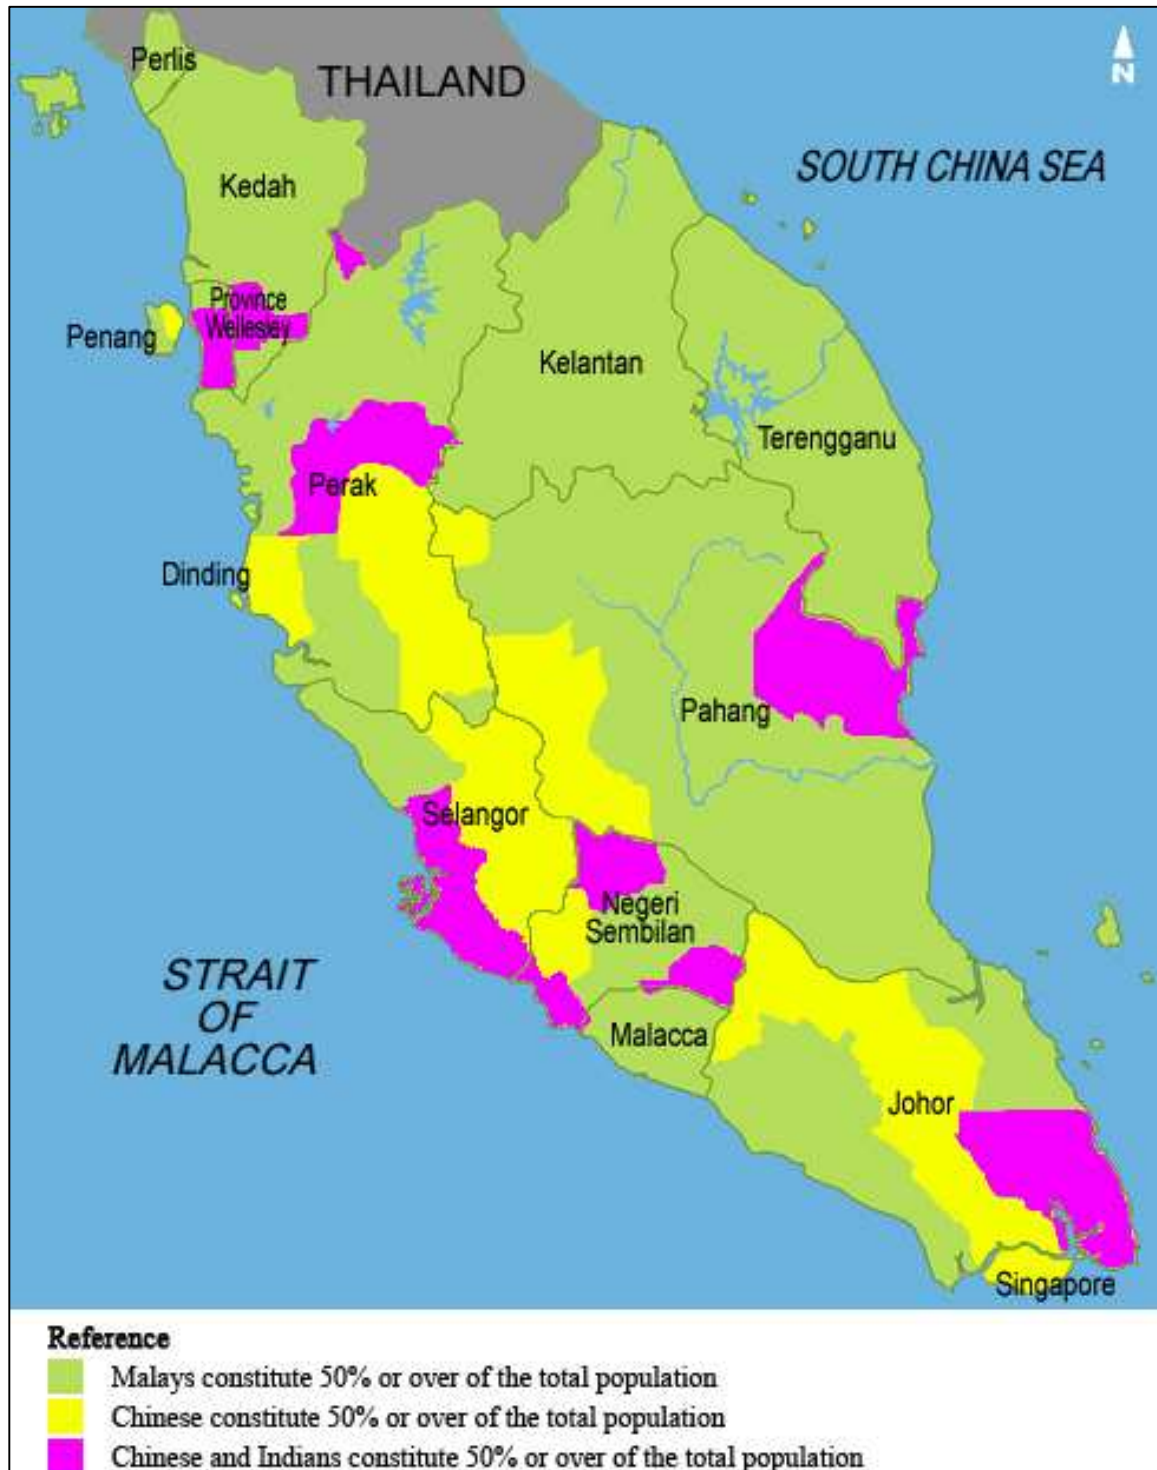 Perlis
THAILAND
N
SOUTH CHINA SEA
Kedah
Province
Wellesley
Penang
Kelantan
Terengganu
Perak
Dinding
Pahang
Selangor
Negeri
Sembilan
STRAIT
OF
MALACCA
Malacca
Johor
Singapore
Reference
Malays constitute 50% or over of the total population
Chinese constitute 50% or over of the total population
Chinese and Indians constitute 50% or over of the total population